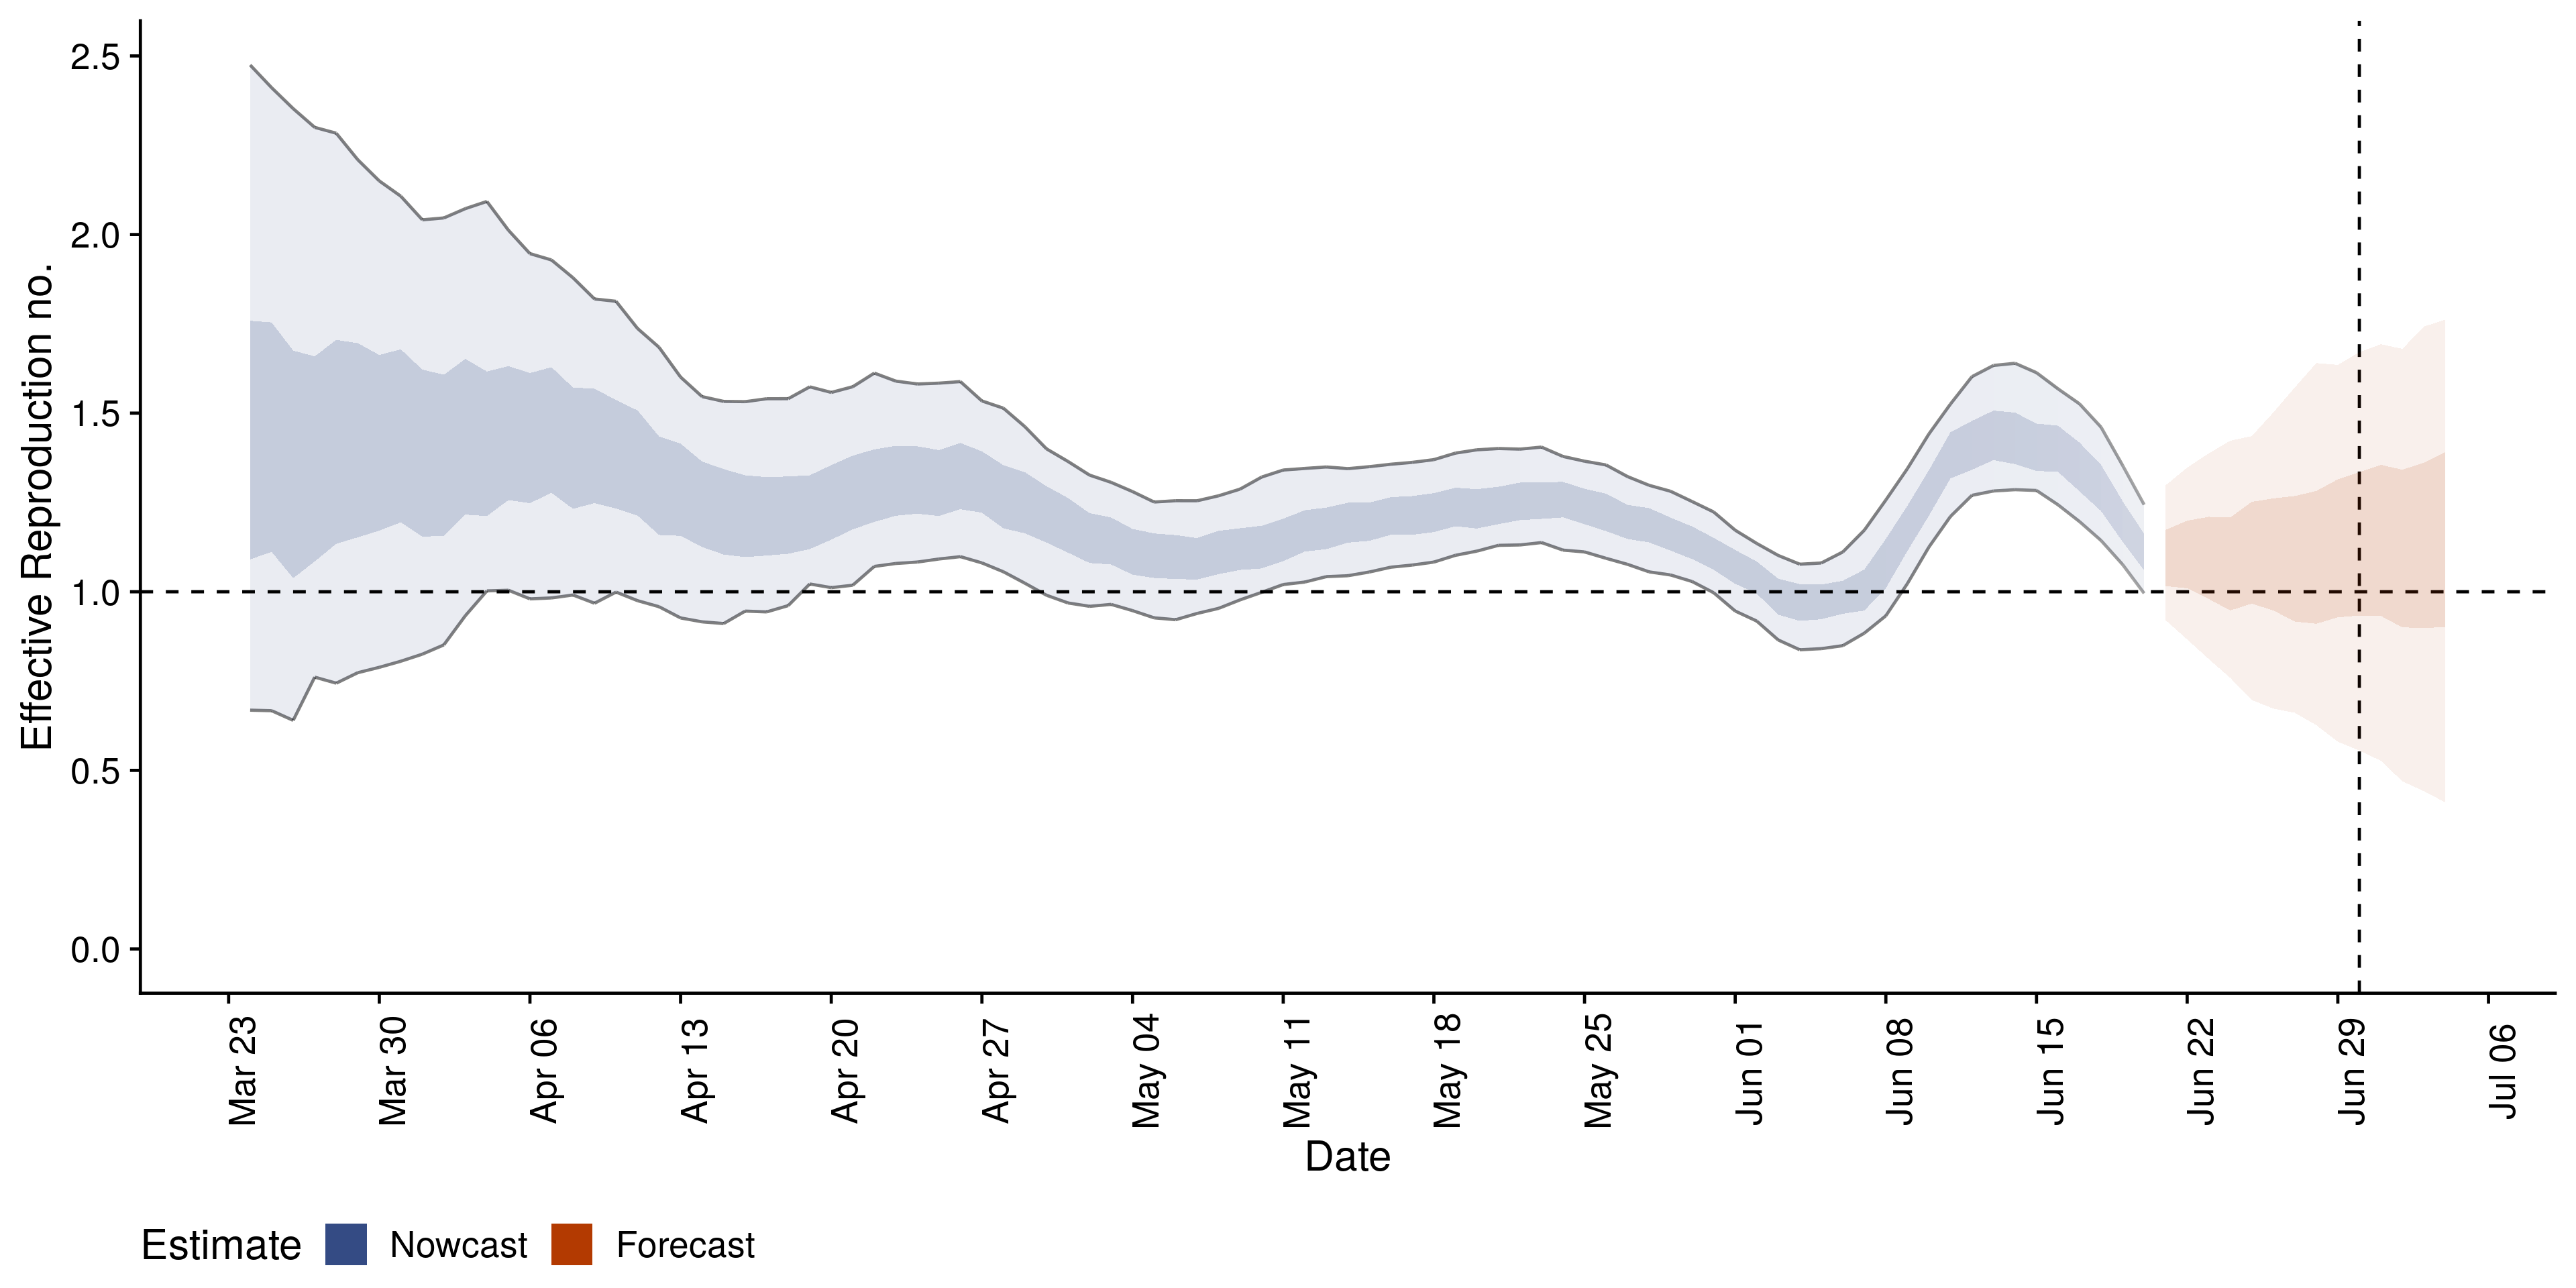 Effective Reproduction no.
2.5
2.0
1.5
1.0
0.5
0.0
Mar 23
Mar 30
Apr 06
Apr 13
Apr 20
Apr 27
May 04
May 11
May 18
May 25
Jun 01
Jun 08
Jun 15
Jun 22
Jun 29
Jul 06
Date
Estimate Nowcast Forecast